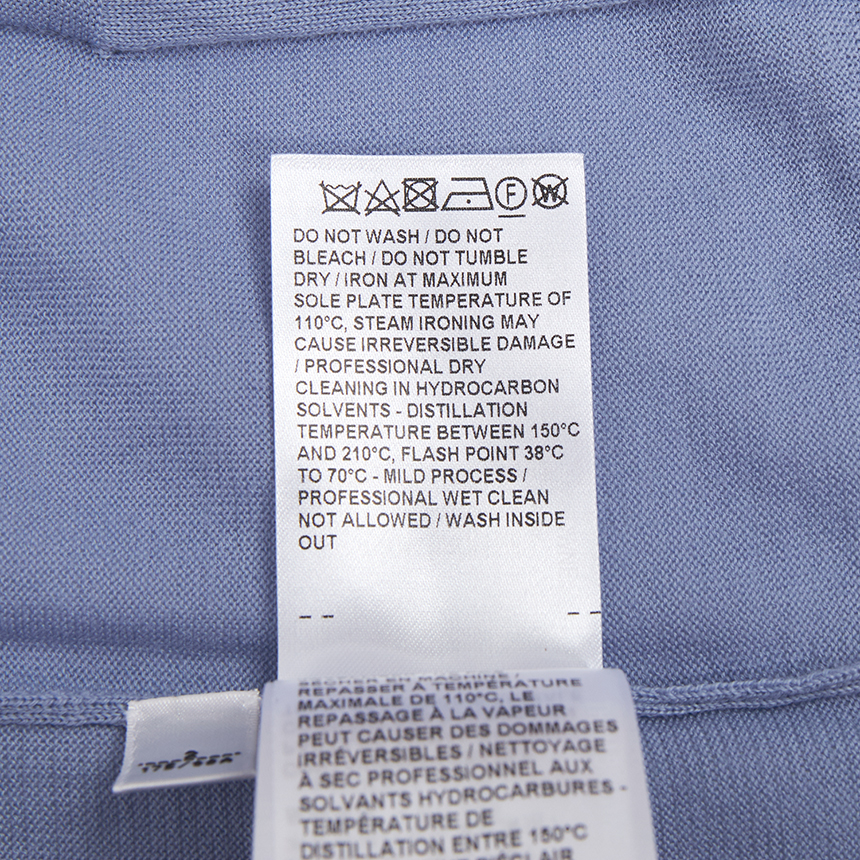 F W
DO NOT WASH / DO NOT
BLEACH / DO NOT TUMBLE
DRY / IRON AT MAXIMUM
SOLE PLATE TEMPERATURE OF
110°C, STEAM IRONING MAY
CAUSE IRREVERSIBLE DAMAGE
/ PROFESSIONAL DRY
CLEANING IN HYDROCARBON
SOLVENTS - DISTILLATION
TEMPERATURE BETWEEN 150°C
AND 210°C, FLASH POINT 38°C
TO 70°C - MILD PROCESS /
PROFESSIONAL WET CLEAN
NOT ALLOWED / WASH INSIDE
OUT
SÉCHER EN MACHINE /
REPASSER À TEMPÉRATURE
MAXIMALE DE 110°C, LE
REPASSAGE À LA VAPEUR
PEUT CAUSER DES DOMMAGES
IRRÉVERSIBLES / NETTOYAGE
À SEC PROFESSIONNEL AUX
SOLVANTS HYDROCARBURES -
TEMPÉRATURE DE
DISTILLATION ENTRE 150°C
D'ÉCLAIR